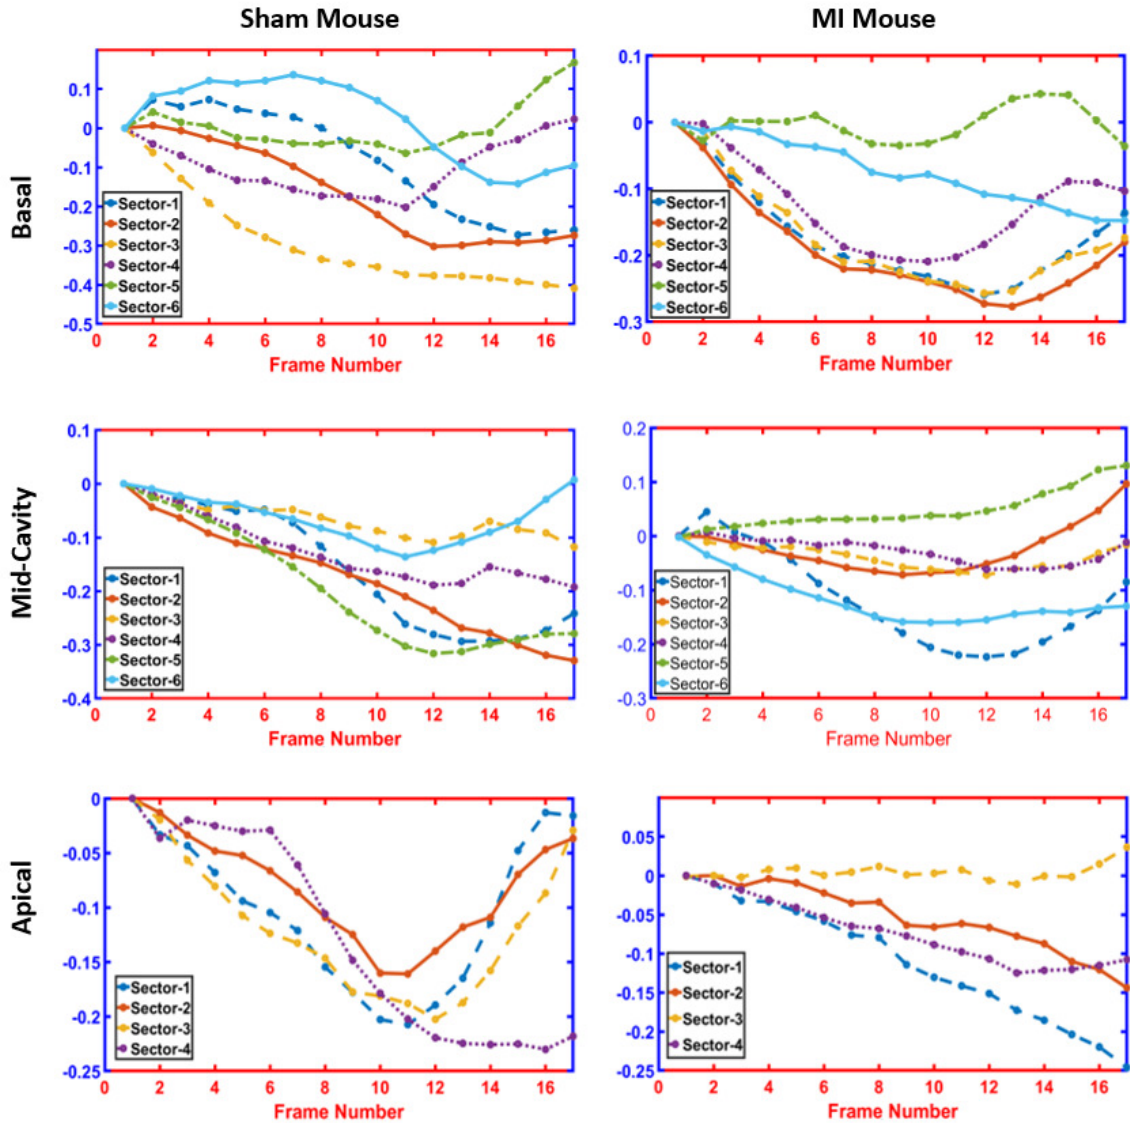 Sham Mouse
MI Mouse
Basal
0.1
0
-0.1
-0.2
-0.3
-0.4
-0.5
Sector-1
Sector-2
Sector-3
Sector-4
Sector-5
Sector-6
0 2 4 6 8 10 12 14 16
Frame Number
0.1
0
-0.1
-0.2
-0.3
Sector-1
Sector-2
Sector-3
Sector-4
Sector-5
Sector-6
0 2 4 6 8 10 12 14 16
Frame Number
Mid-Cavity
0.1
0
-0.1
-0.2
-0.3
-0.4
Sector-1
Sector-2
Sector-3
Sector-4
Sector-5
Sector-6
0 2 4 6 8 10 12 14 16
Frame Number
0.2
0.1
0
-0.1
-0.2
-0.3
Sector-1
Sector-2
Sector-3
Sector-4
Sector-5
Sector-6
0 2 4 6 8 10 12 14 16
Frame Number
Apical
0
-0.05
-0.1
-0.15
-0.2
-0.25
Sector-1
Sector-2
Sector-3
Sector-4
0 2 4 6 8 10 12 14 16
Frame Number
0.05
0
-0.05
-0.1
-0.15
-0.2
-0.25
Sector-1
Sector-2
Sector-3
Sector-4
0 2 4 6 8 10 12 14 16
Frame Number